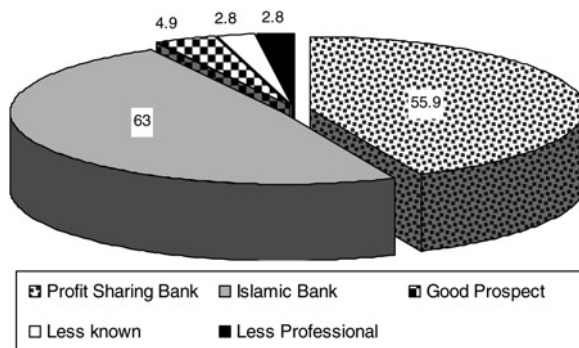 4.9 2.8 2.8
55.9
63
Profit Sharing Bank Islamic Bank Good Prospect
Less known Less Professional